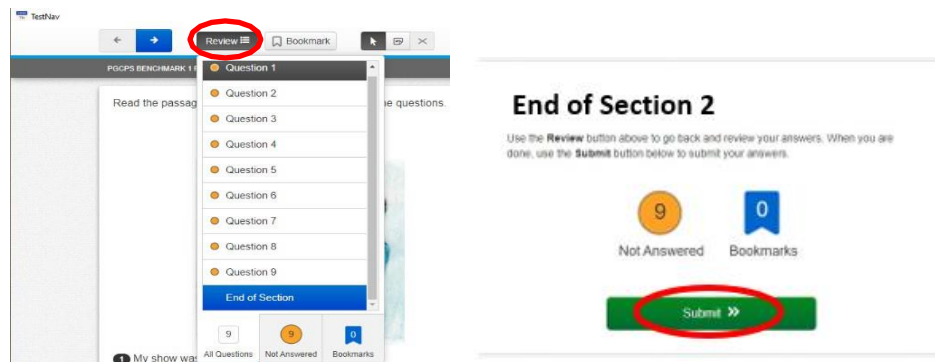 TestNav
Review
Bookmark
PGCPS BENCHMARK 1
Read the passag
e questions.
Question 1
Question 2
Question 3
Question 4
Question 5
Question 6
Question 7
Question 8
Question 9
End of Section
9
9
0
All Questions
Not Answered
Bookmarks
1 My show was
End of Section 2
Use the Review button above to go back and review your answers. When you are
done, use the Submit button below to submit your answers.
9
0
Not Answered
Bookmarks
Submit